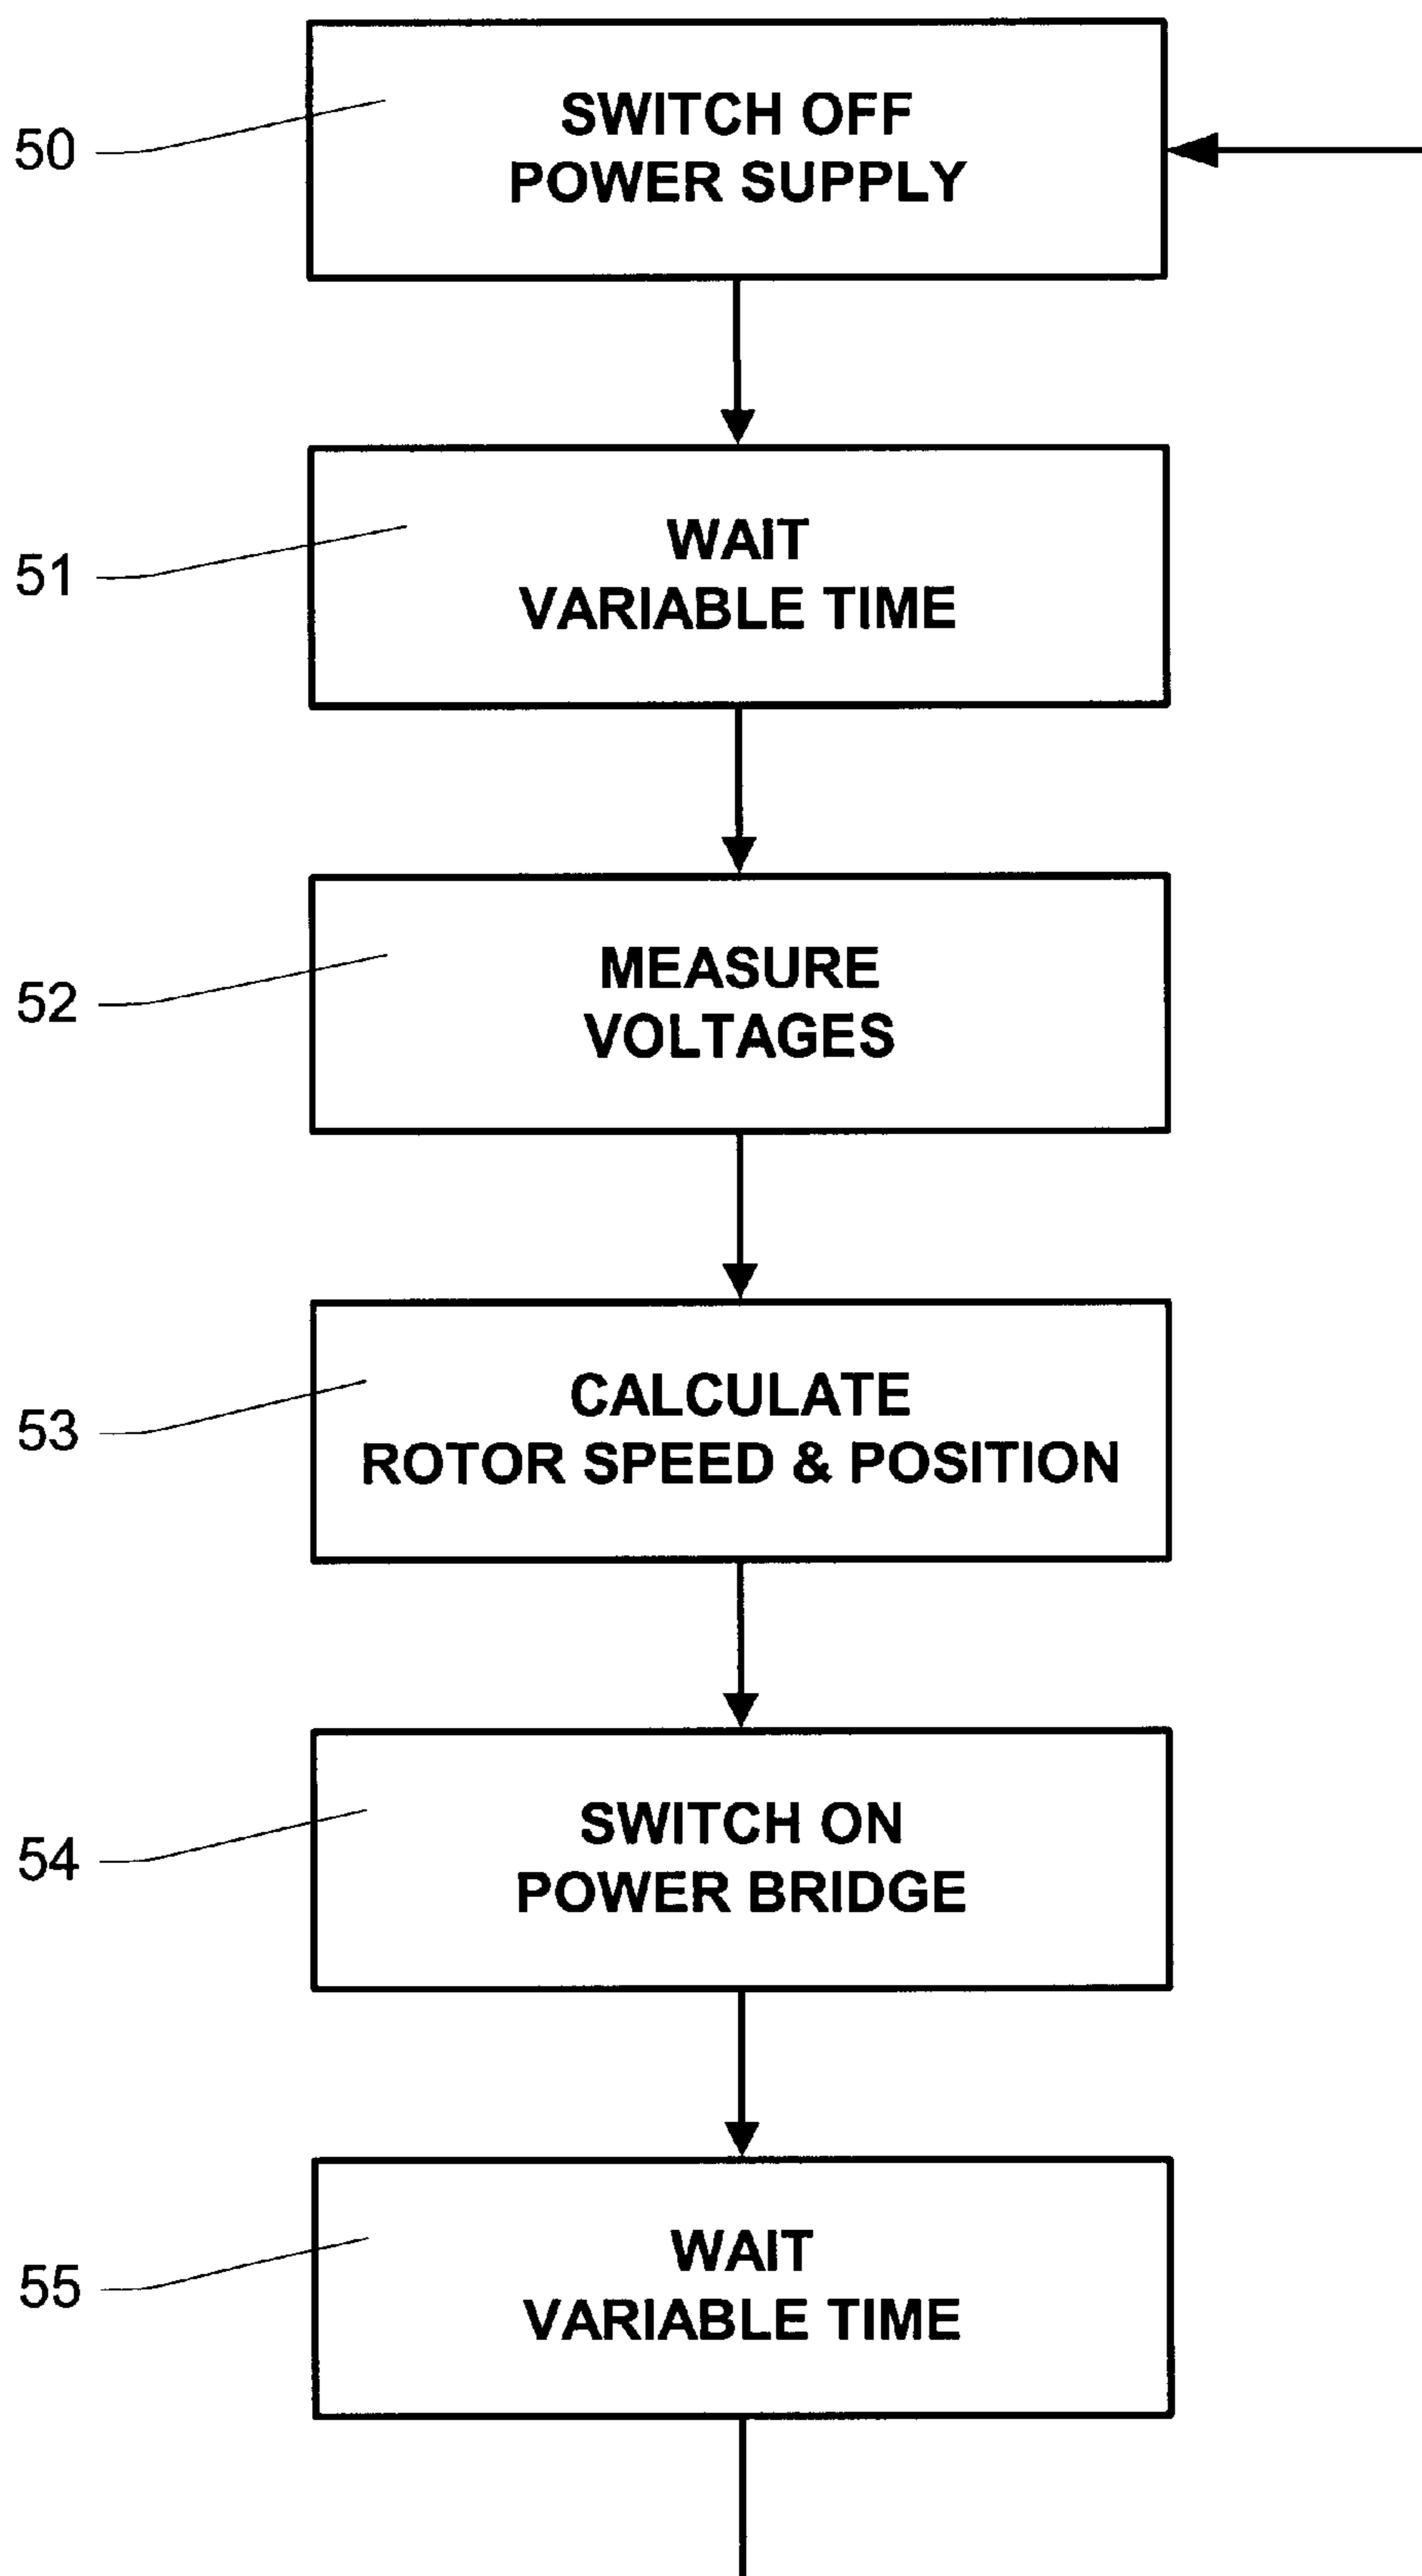 50
SWITCH OFF
POWER SUPPLY
51
WAIT
VARIABLE TIME
52
MEASURE
VOLTAGES
53
CALCULATE
ROTOR SPEED & POSITION
54
SWITCH ON
POWER BRIDGE
55
WAIT
VARIABLE TIME